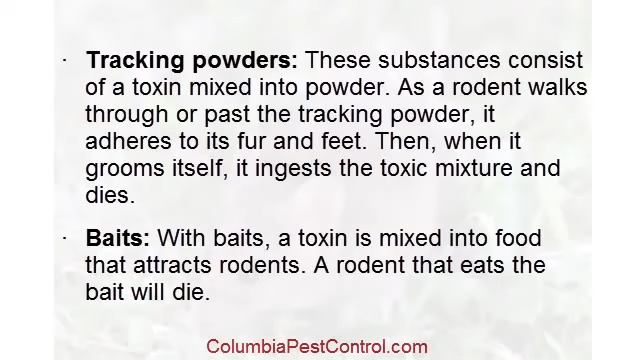 · Tracking powders: These substances consist
of a toxin mixed into powder. As a rodent walks
through or past the tracking powder, it
adheres to its fur and feet. Then, when it
grooms itself, it ingests the toxic mixture and
dies.
· Baits: With baits, a toxin is mixed into food
that attracts rodents. A rodent that eats the
bait will die.
ColumbiaPestControl.com